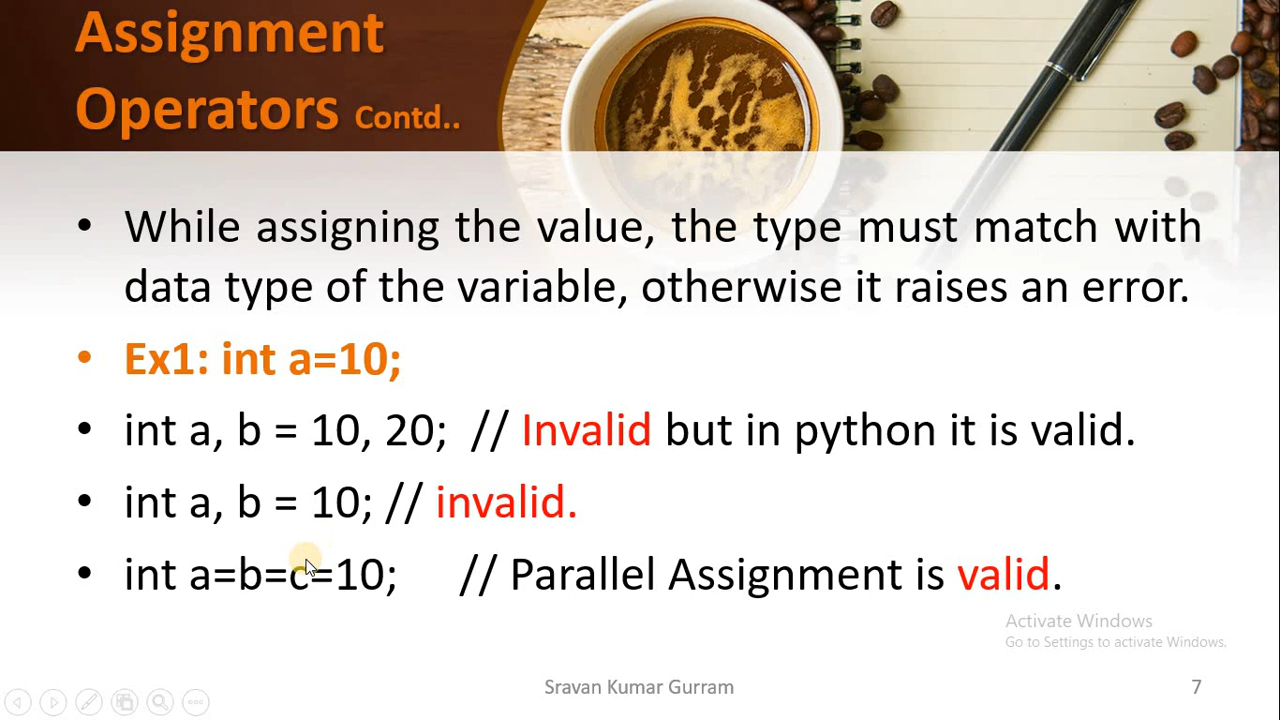 Assignment
Operators Contd..
• While assigning the value, the type must match with
data type of the variable, otherwise it raises an error.
• Ex1: int a=10;
• int a, b = 10, 20; // Invalid but in python it is valid.
• int a, b = 10; // invalid.
• int a=b=c=10; // Parallel Assignment is valid.
Activate Windows
Go to Settings to activate Windows.
Sravan Kumar Gurram
7